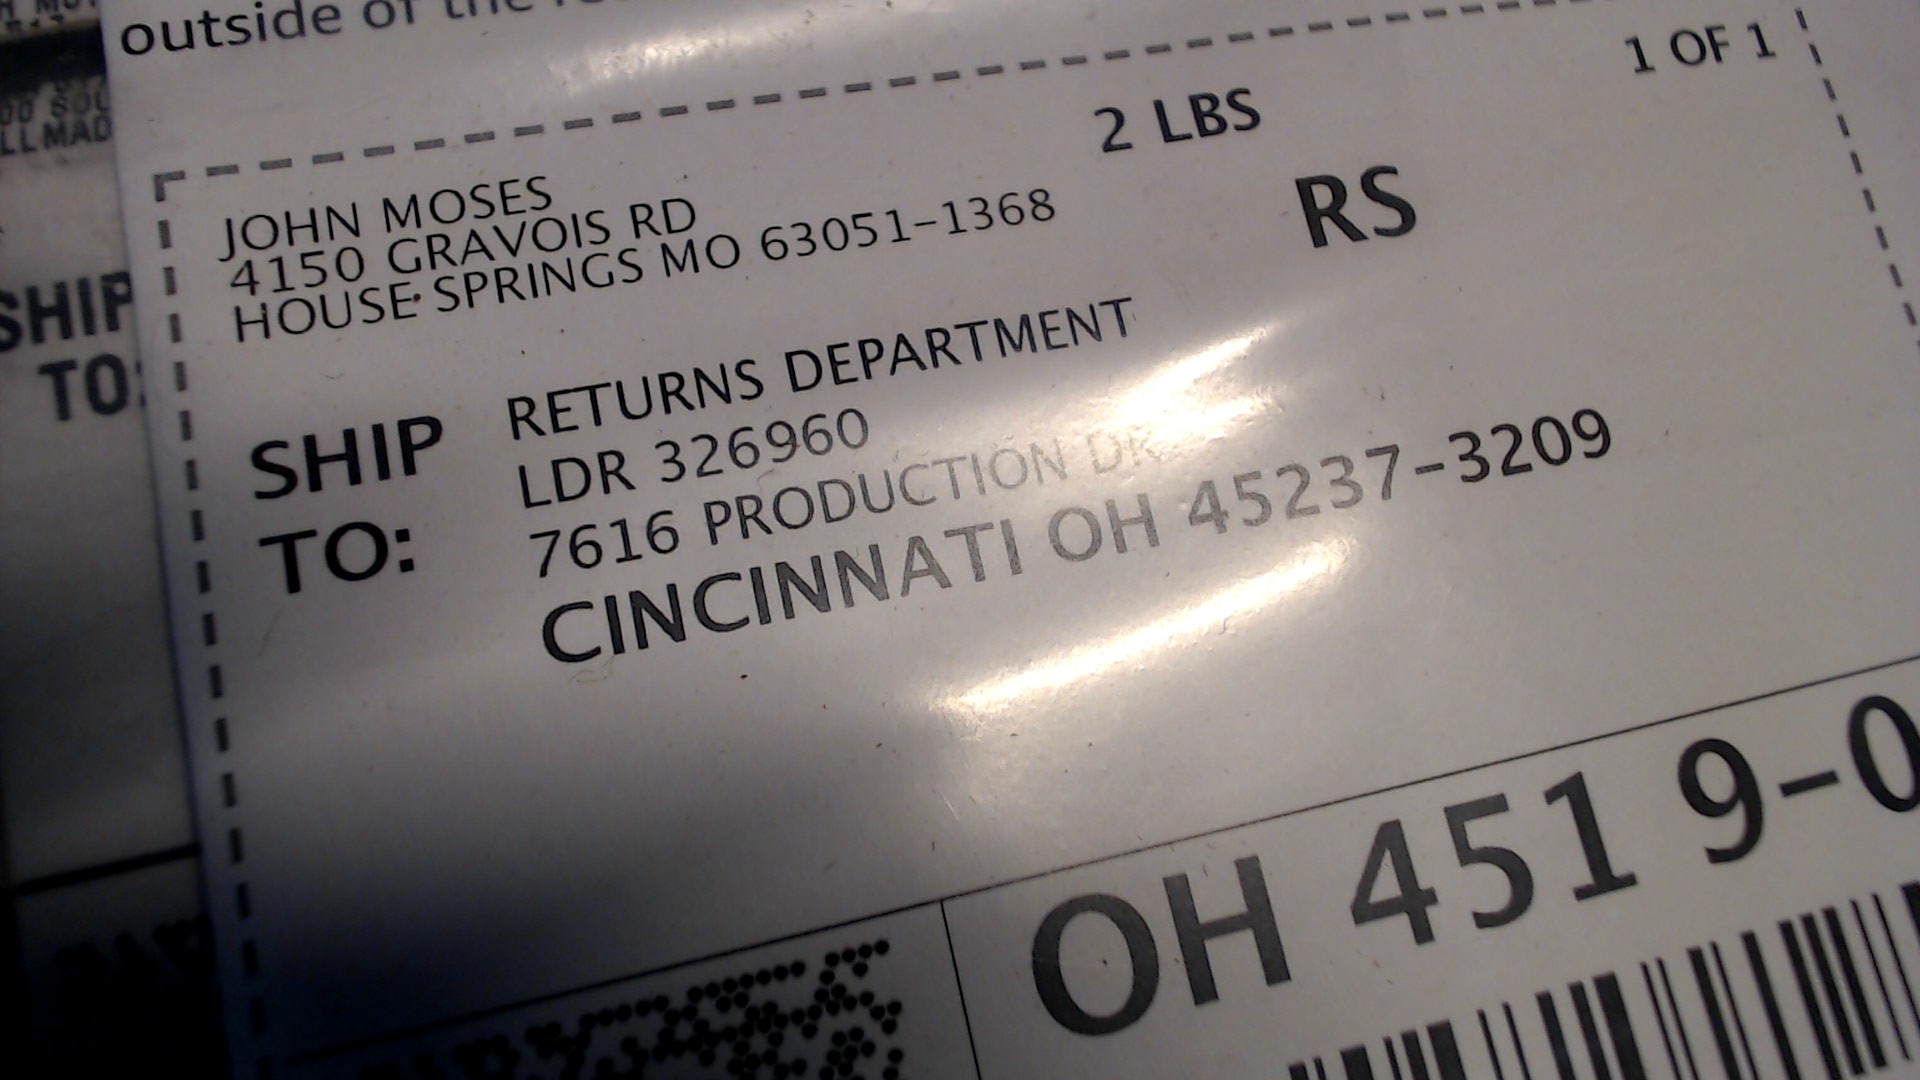 outside of the
1 OF 1
2 LBS
JOHN MOSES
4150 GRAVOIS RD
HOUSE SPRINGS MO 63051-1368
RS
SHIP
TO:
RETURNS DEPARTMENT
LDR 326960
7616 PRODUCTION DR
CINCINNATI OH 45237-3209
OH 451 9-0
SHIP
TO: